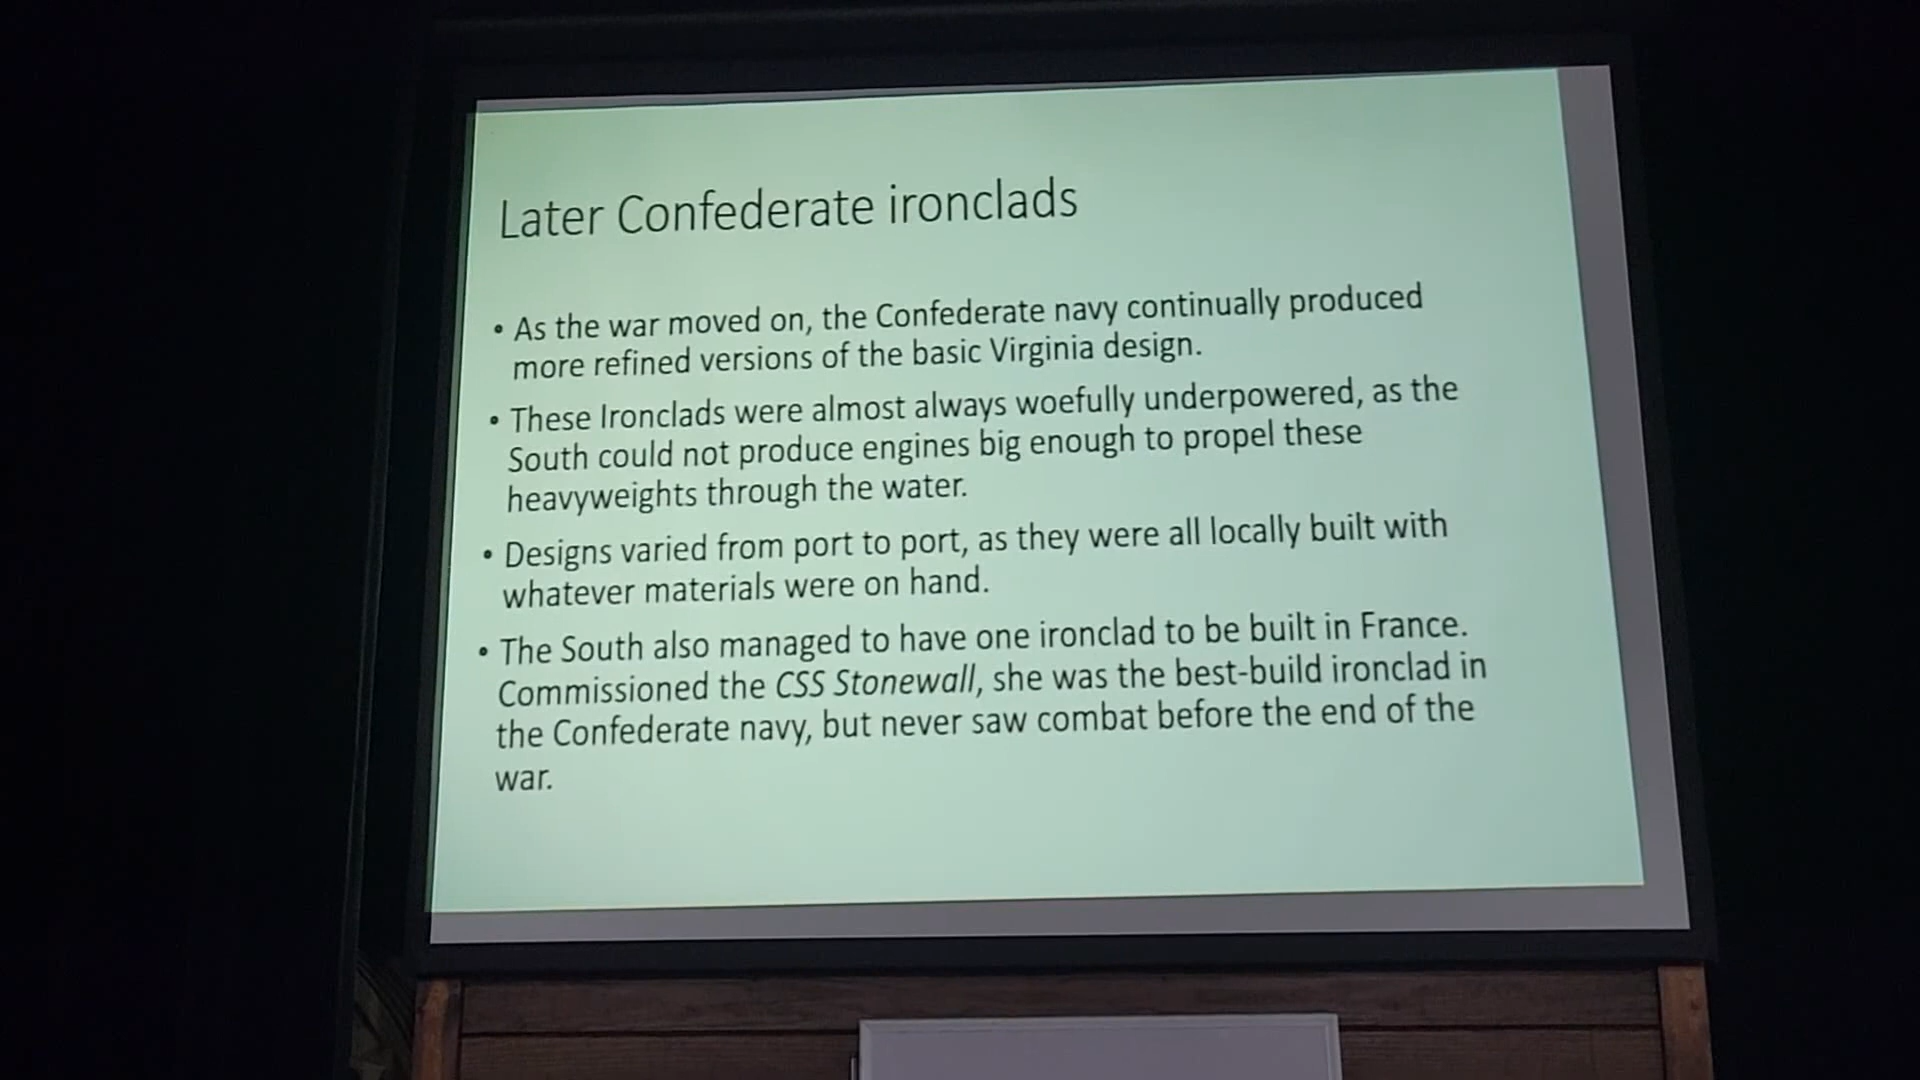 Later Confederate ironclads
• As the war moved on, the Confederate navy continually produced
more refined versions of the basic Virginia design.
• These Ironclads were almost always woefully underpowered, as the
South could not produce engines big enough to propel these
heavyweights through the water.
• Designs varied from port to port, as they were all locally built with
whatever materials were on hand.
• The South also managed to have one ironclad to be built in France.
Commissioned the CSS Stonewall, she was the best-build ironclad in
the Confederate navy, but never saw combat before the end of the
war.